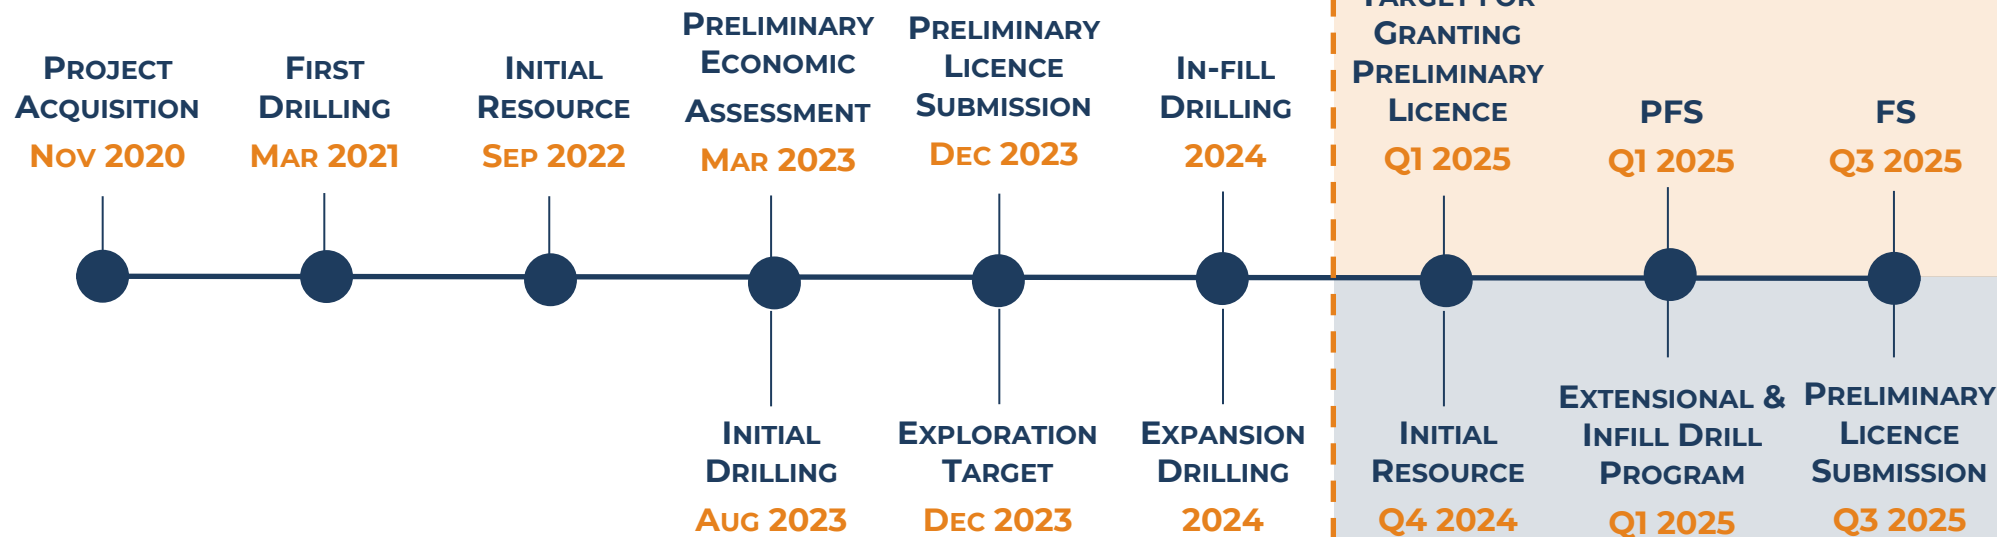 Project
Acquisition
Nov 2020
First
Drilling
Mar 2021
Initial
Resource
Sep 2022
Preliminary
Economic
Assessment
Mar 2023
Preliminary
Licence
Submission
Dec 2023
In-fill
Drilling
2024
Target for
Granting
Preliminary
Licence
Q1 2025
PFS
Q1 2025
FS
Q3 2025
Initial
Drilling
Aug 2023
Exploration
Target
Dec 2023
Expansion
Drilling
2024
Initial
Resource
Q4 2024
Extensional &
Infill Drill
Program
Q1 2025
Preliminary
Licence
Submission
Q3 2025